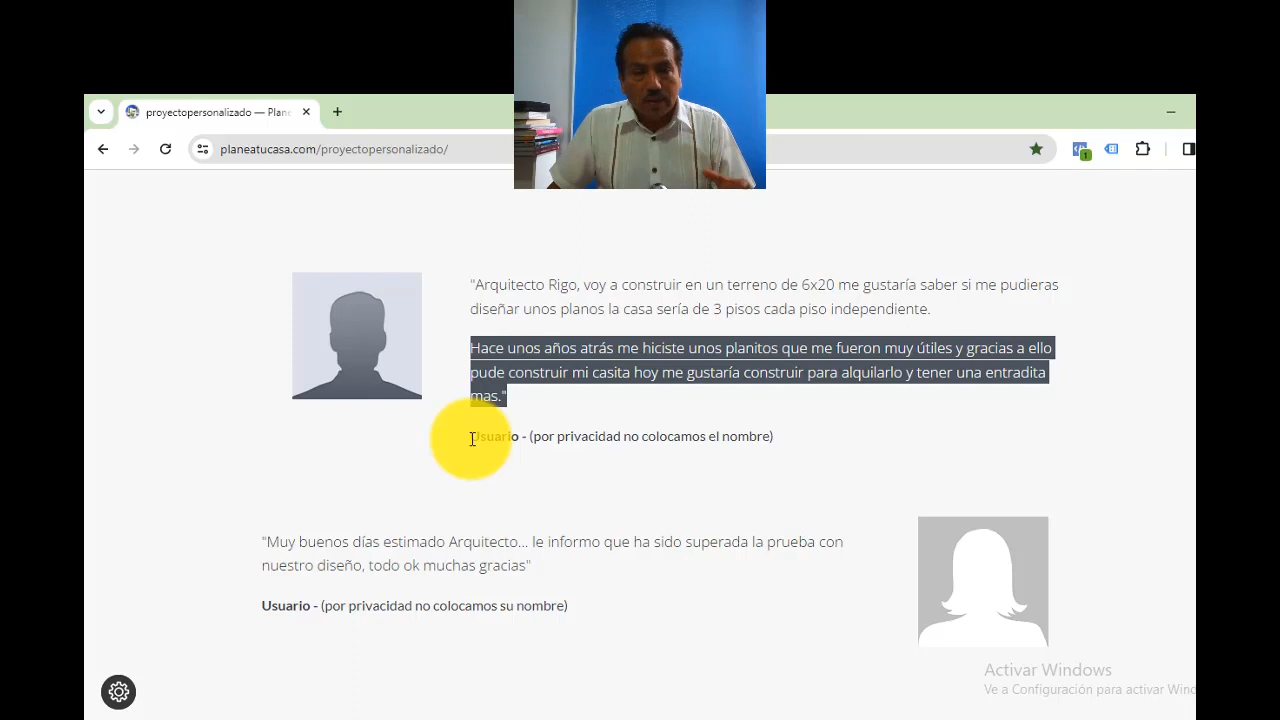 proyectopersonalizado — Plane
planeatucasa.com/proyectopersonalizado/
1
"Arquitecto Rigo, voy a construir en un terreno de 6x20 me gustaría saber si me pudieras
diseñar unos planos la casa sería de 3 pisos cada piso independiente.
Hace unos años atrás me hiciste unos planitos que me fueron muy útiles y gracias a ello
pude construir mi casita hoy me gustaría construir para alquilarlo y tener una entradita
mas."
Usuario - (por privacidad no colocamos el nombre)
"Muy buenos días estimado Arquitecto... le informo que ha sido superada la prueba con
nuestro diseño, todo ok muchas gracias"
Usuario - (por privacidad no colocamos su nombre)
Activar Windows
Ve a Configuración para activar Wind